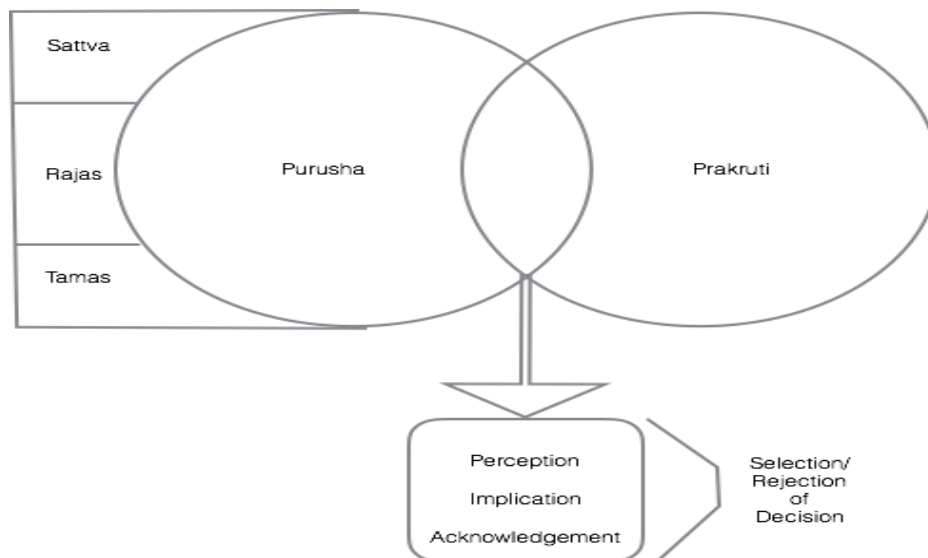 Sattva
Rajas
Tamas
Purusha
Prakruti
Perception
Implication
Acknowledgement
Selection/
Rejection
of
Decision